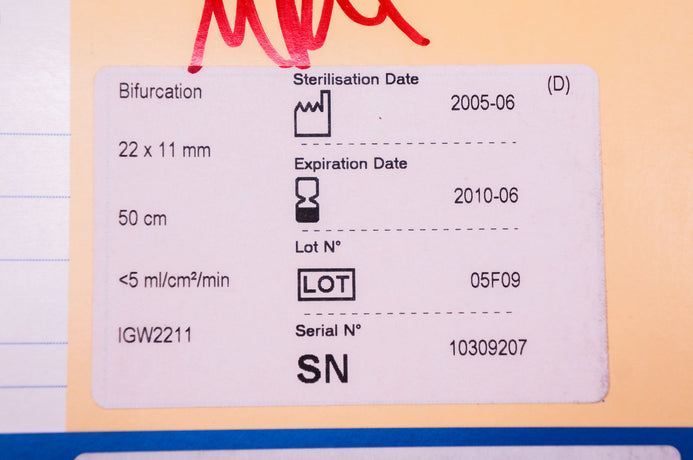 Bifurcation
22 x 11 mm
50 cm
<5 ml/cm²/min
IGW2211
Sterilisation Date
2005-06
(D)
Expiration Date
2010-06
Lot N°
LOT
05F09
Serial N°
SN
10309207